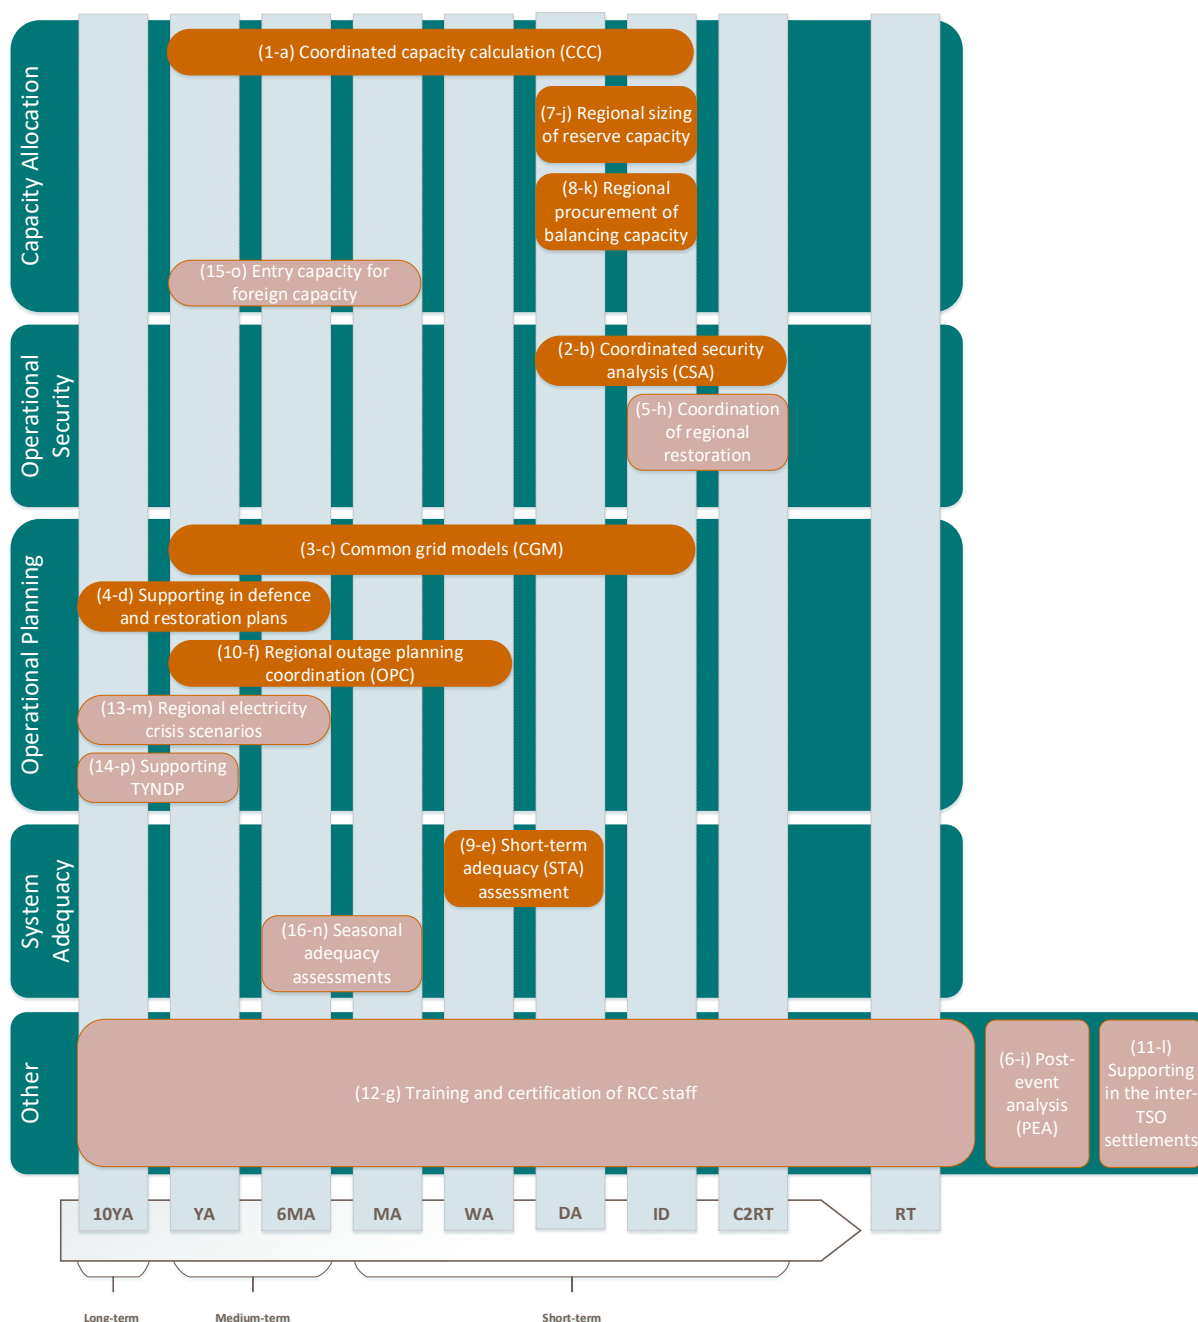 Capacity Allocation
(1-a) Coordinated capacity calculation (CCC)
(7-j) Regional sizing
of reserve capacity
(8-k) Regional
procurement of
balancing capacity
(15-o) Entry capacity for
foreign capacity
Operational
Security
(2-b) Coordinated security
analysis (CSA)
(5-h) Coordination
of regional
restoration
Operational Planning
(3-c) Common grid models (CGM)
(4-d) Supporting in defence
and restoration plans
(10-f) Regional outage planning
coordination (OPC)
(13-m) Regional electricity
crisis scenarios
(14-p) Supporting
TYNDP
System
Adequacy
(9-e) Short-term
adequacy (STA)
assessment
(16-n) Seasonal
adequacy
assessments
Other
(12-g) Training and certification of RCC staff
(6-i) Post-
event
analysis
(PEA)
(11-l)
Supporting
in the inter-
TSO
settlements
10YA
YA
6MA
MA
WA
DA
ID
C2RT
RT
Long-term
Medium-term
Short-term